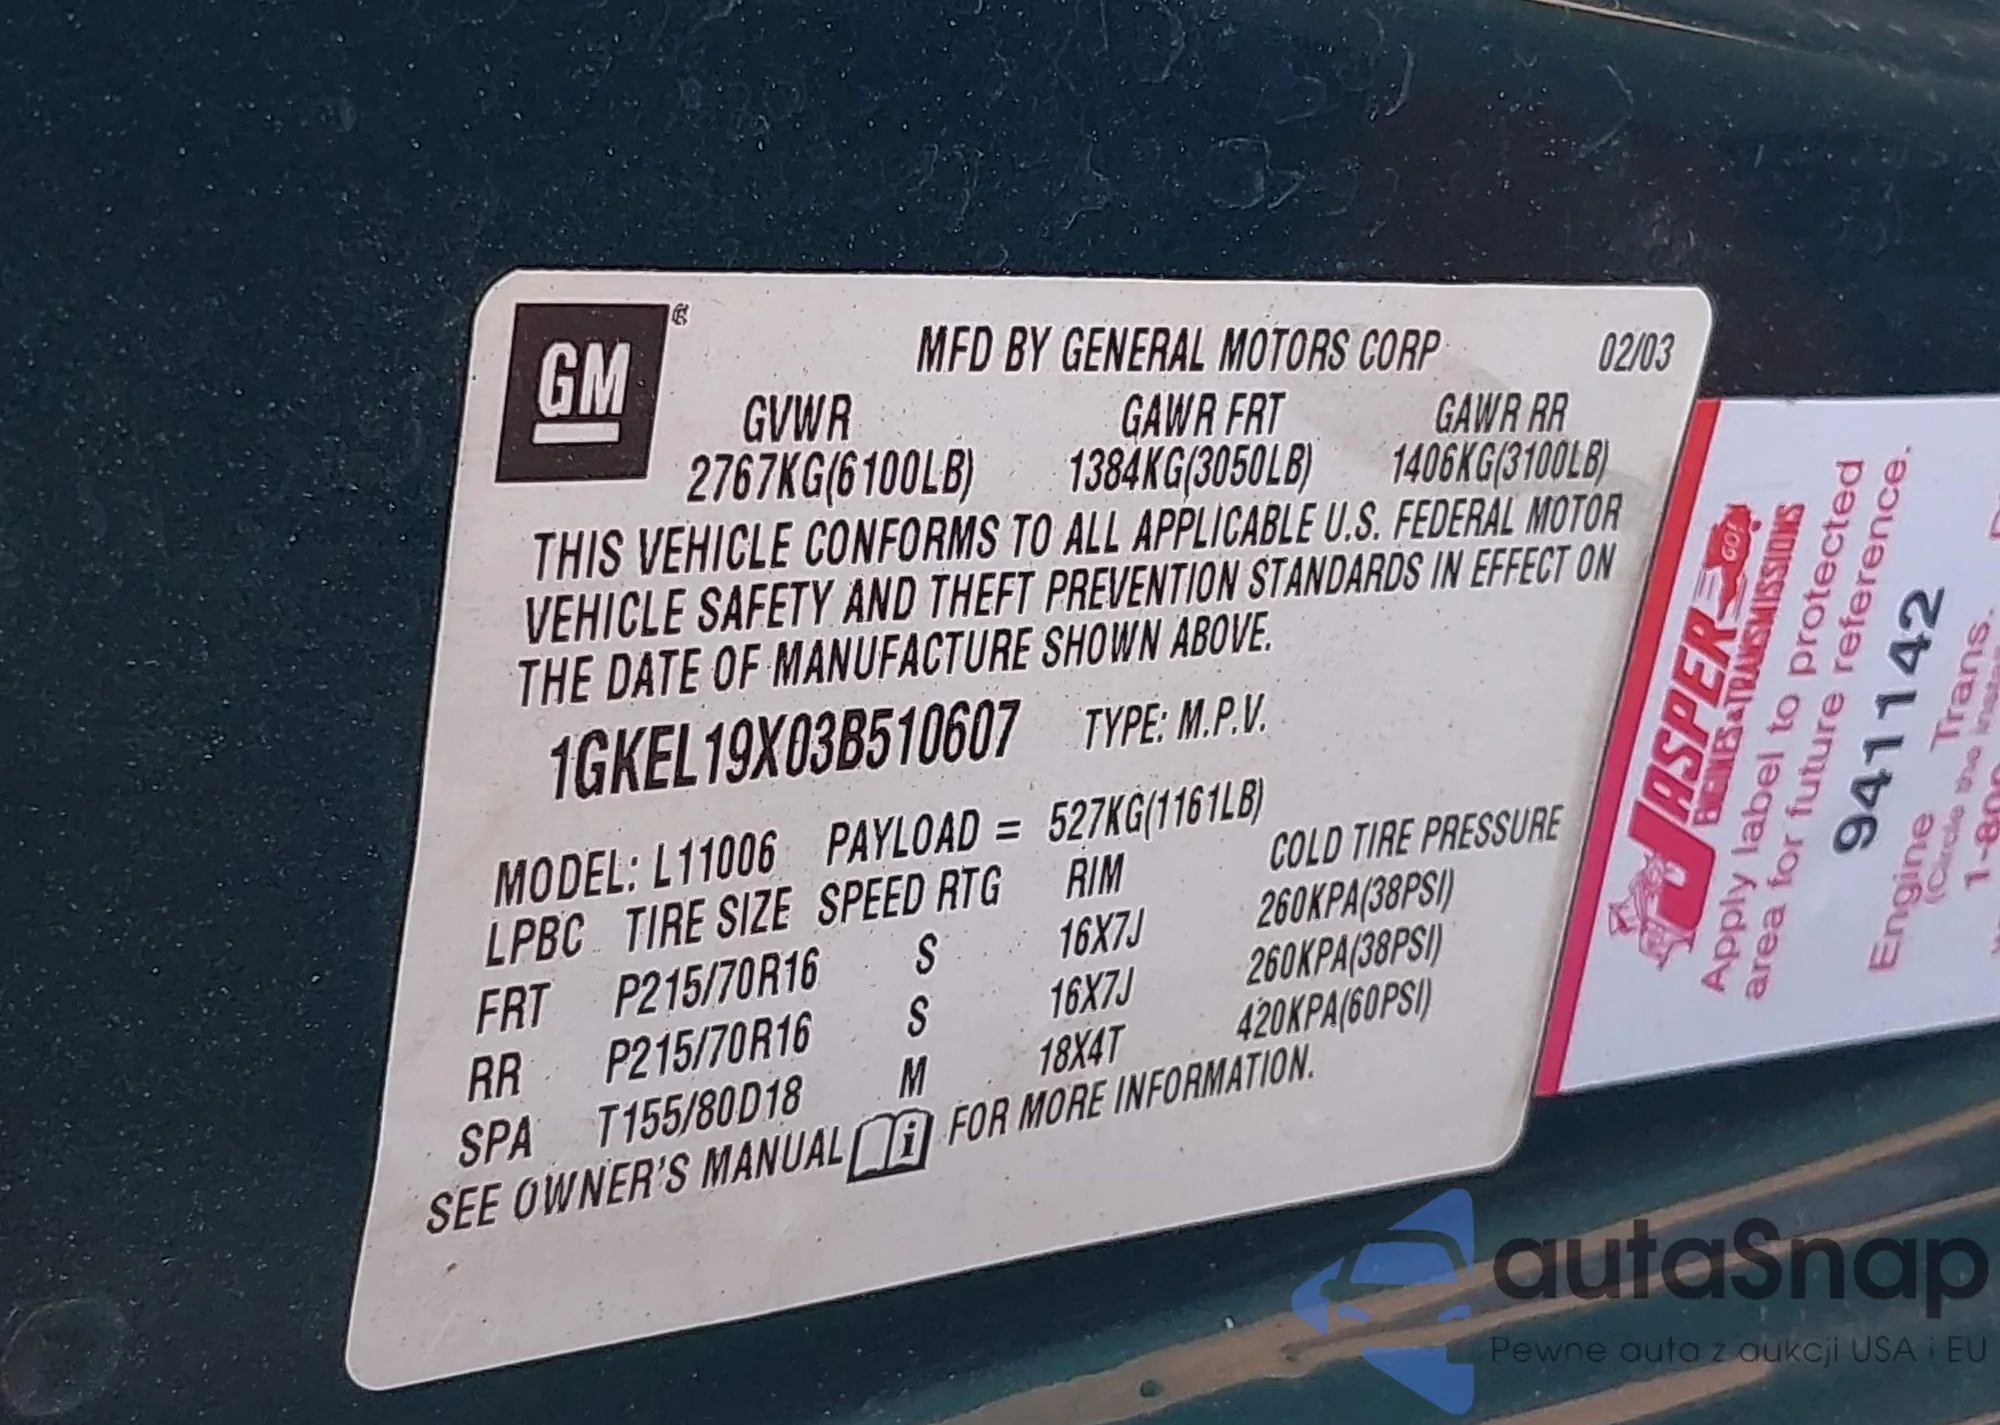 GM
MFD BY GENERAL MOTORS CORP 02/03
GVWR GAWR FRT GAWR RR
2767KG(6100LB) 1384KG(3050LB) 1406KG(3100LB)
THIS VEHICLE CONFORMS TO ALL APPLICABLE U.S. FEDERAL MOTOR
VEHICLE SAFETY AND THEFT PREVENTION STANDARDS IN EFFECT ON
THE DATE OF MANUFACTURE SHOWN ABOVE.
1GKEL19X03B510607 TYPE: M.P.V.
MODEL: L11006 PAYLOAD = 527KG(1161LB)
LPBC TIRE SIZE SPEED RTG RIM COLD TIRE PRESSURE
FRT P215/70R16 S 16X7J 260KPA(38PSI)
RR P215/70R16 S 16X7J 260KPA(38PSI)
SPA T155/80D18 M 18X4T 420KPA(60PSI)
SEE OWNER'S MANUAL i FOR MORE INFORMATION.
GO!
JASPER
ENGINES & TRANSMISSIONS
Apply label to protected
area for future reference.
941142
Engine Trans.
(Circle the
1-800
autaSnap
Pewne auta z aukcji USA i EU